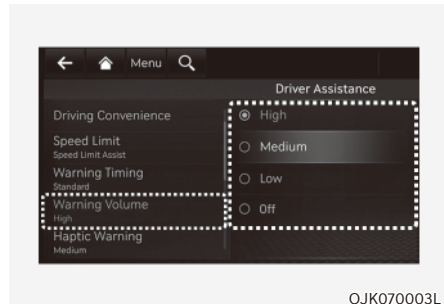 Menu
Driver Assistance
Driving Convenience
Speed Limit
Speed Limit Assist
Warning Timing
Standard
Warning Volume
High
Haptic Warning
Medium
High
Medium
Low
Off
OJK070003L